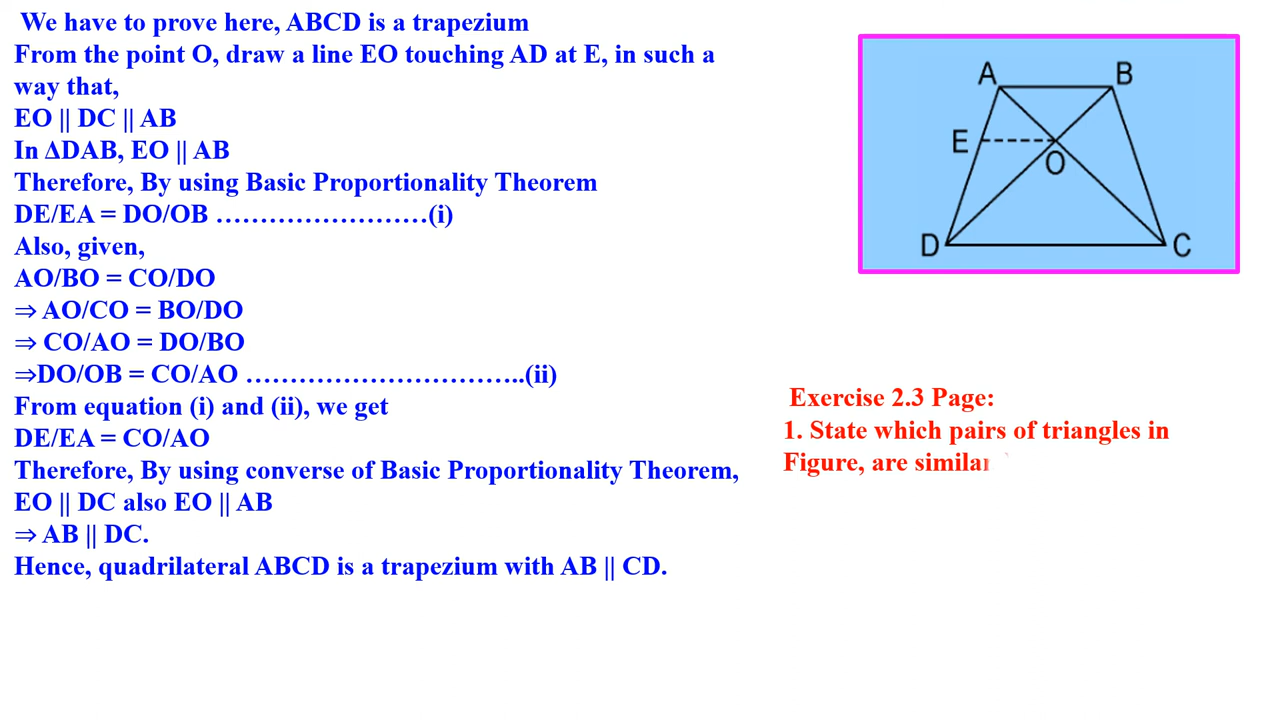 We have to prove here, ABCD is a trapezium
From the point O, draw a line EO touching AD at E, in such a
way that,
EO || DC || AB
In ΔDAB, EO || AB
Therefore, By using Basic Proportionality Theorem
DE/EA = DO/OB ……………………(i)
Also, given,
AO/BO = CO/DO
⇒ AO/CO = BO/DO
⇒ CO/AO = DO/BO
⇒DO/OB = CO/AO …………………………..(ii)
From equation (i) and (ii), we get
DE/EA = CO/AO
Therefore, By using converse of Basic Proportionality Theorem,
EO || DC also EO || AB
⇒ AB || DC.
Hence, quadrilateral ABCD is a trapezium with AB || CD.
A B
E
O
D C
Exercise 2.3 Page:
1. State which pairs of triangles in
Figure, are similar